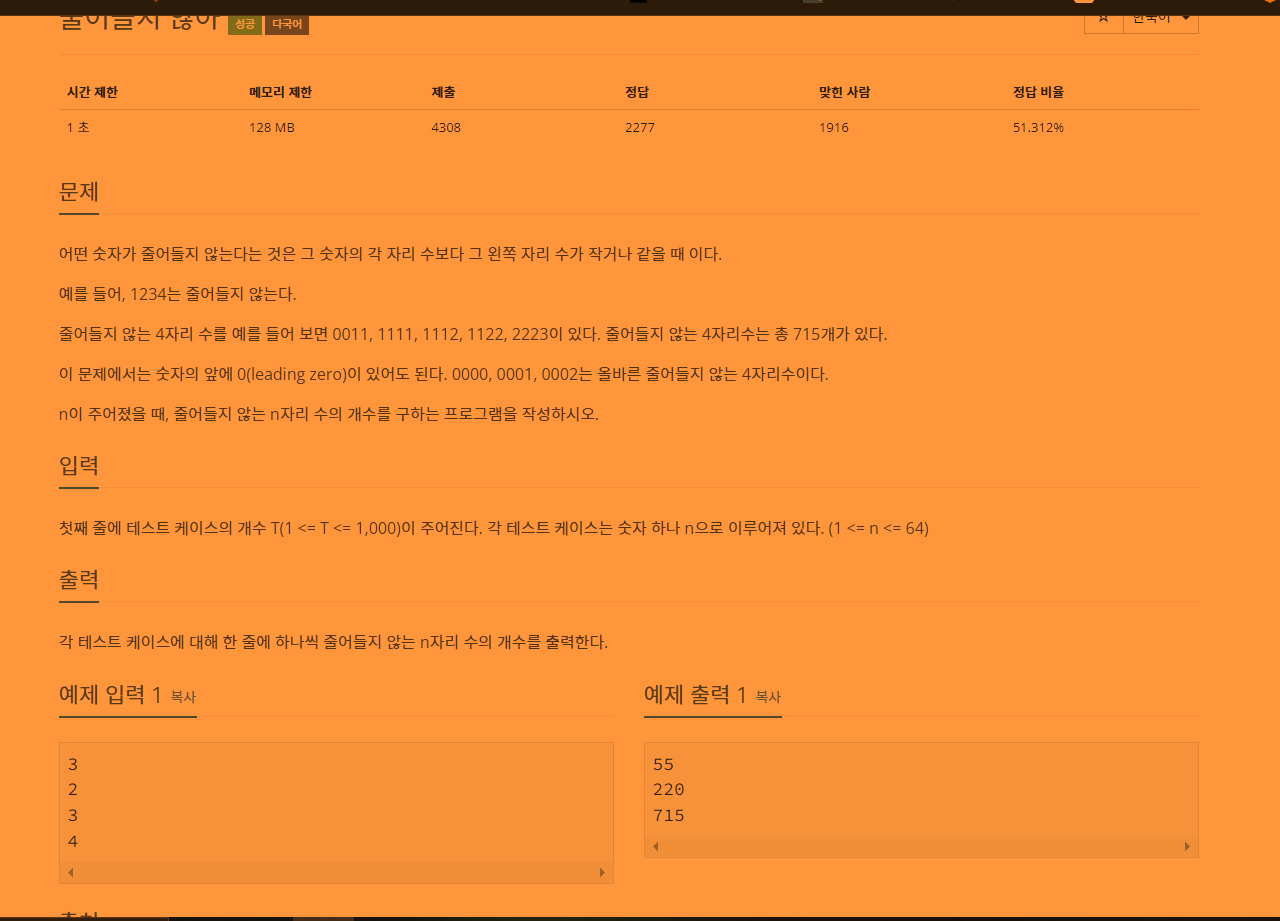 줄어들지 않아 성공 다국어 한국어
시간 제한 메모리 제한 제출 정답 맞힌 사람 정답 비율
1 초 128 MB 4308 2277 1916 51.312%
문제
어떤 숫자가 줄어들지 않는다는 것은 그 숫자의 각 자리 수보다 그 왼쪽 자리 수가 작거나 같을 때 이다.
예를 들어, 1234는 줄어들지 않는다.
줄어들지 않는 4자리 수를 예를 들어 보면 0011, 1111, 1112, 1122, 2223이 있다. 줄어들지 않는 4자리수는 총 715개가 있다.
이 문제에서는 숫자의 앞에 0(leading zero)이 있어도 된다. 0000, 0001, 0002는 올바른 줄어들지 않는 4자리수이다.
n이 주어졌을 때, 줄어들지 않는 n자리 수의 개수를 구하는 프로그램을 작성하시오.
입력
첫째 줄에 테스트 케이스의 개수 T(1 <= T <= 1,000)이 주어진다. 각 테스트 케이스는 숫자 하나 n으로 이루어져 있다. (1 <= n <= 64)
출력
각 테스트 케이스에 대해 한 줄에 하나씩 줄어들지 않는 n자리 수의 개수를 출력한다.
예제 입력 1 복사
3
2
3
4
예제 출력 1 복사
55
220
715